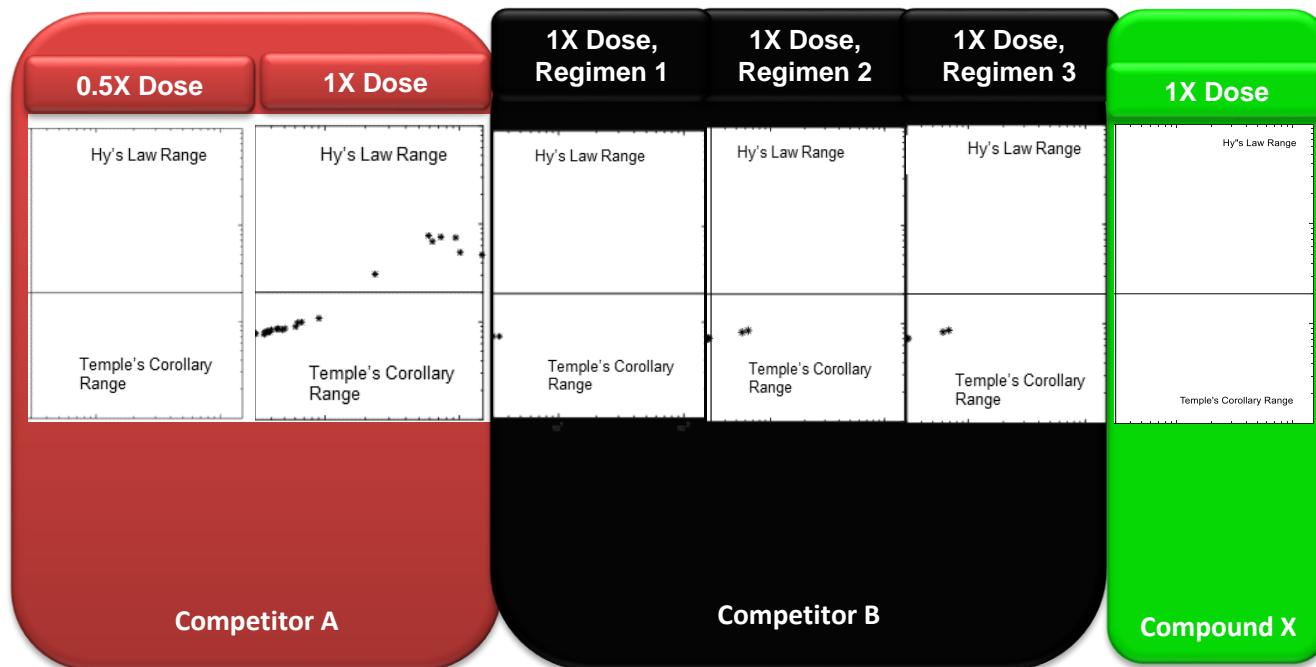 0.5X Dose
1X Dose
1X Dose,
Regimen 1
1X Dose,
Regimen 2
1X Dose,
Regimen 3
1X Dose
Hy's Law Range
Hy's Law Range
Hy's Law Range
Hy's Law Range
Hy's Law Range
Hy"s Law Range
Temple's Corollary
Range
Temple's Corollary
Range
Temple's Corollary
Range
Temple's Corollary
Range
Temple's Corollary
Range
Temple's Corollary Range
Competitor A
Competitor B
Compound X